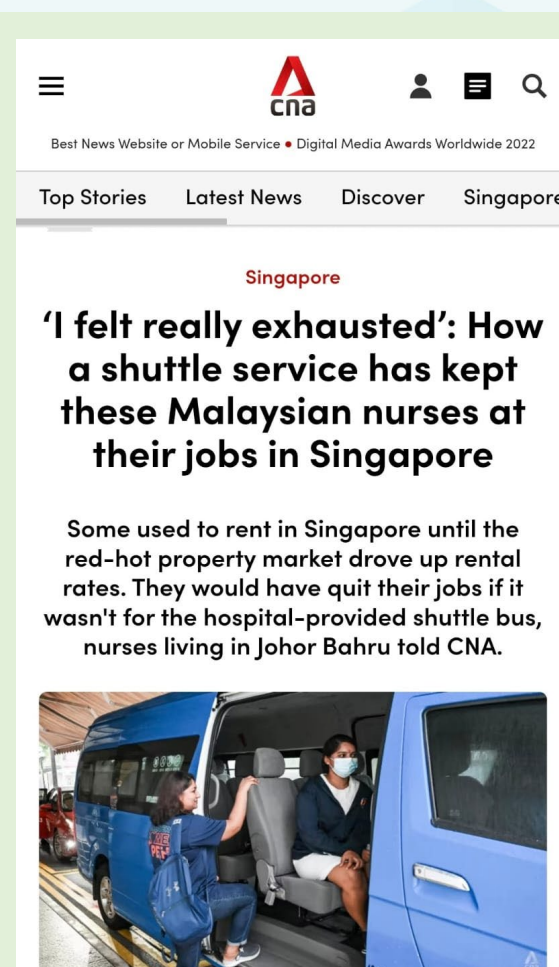 cna
Best News Website or Mobile Service • Digital Media Awards Worldwide 2022
Top Stories Latest News Discover Singapore
Singapore
‘I felt really exhausted’: How
a shuttle service has kept
these Malaysian nurses at
their jobs in Singapore
Some used to rent in Singapore until the
red-hot property market drove up rental
rates. They would have quit their jobs if it
wasn't for the hospital-provided shuttle bus,
nurses living in Johor Bahru told CNA.